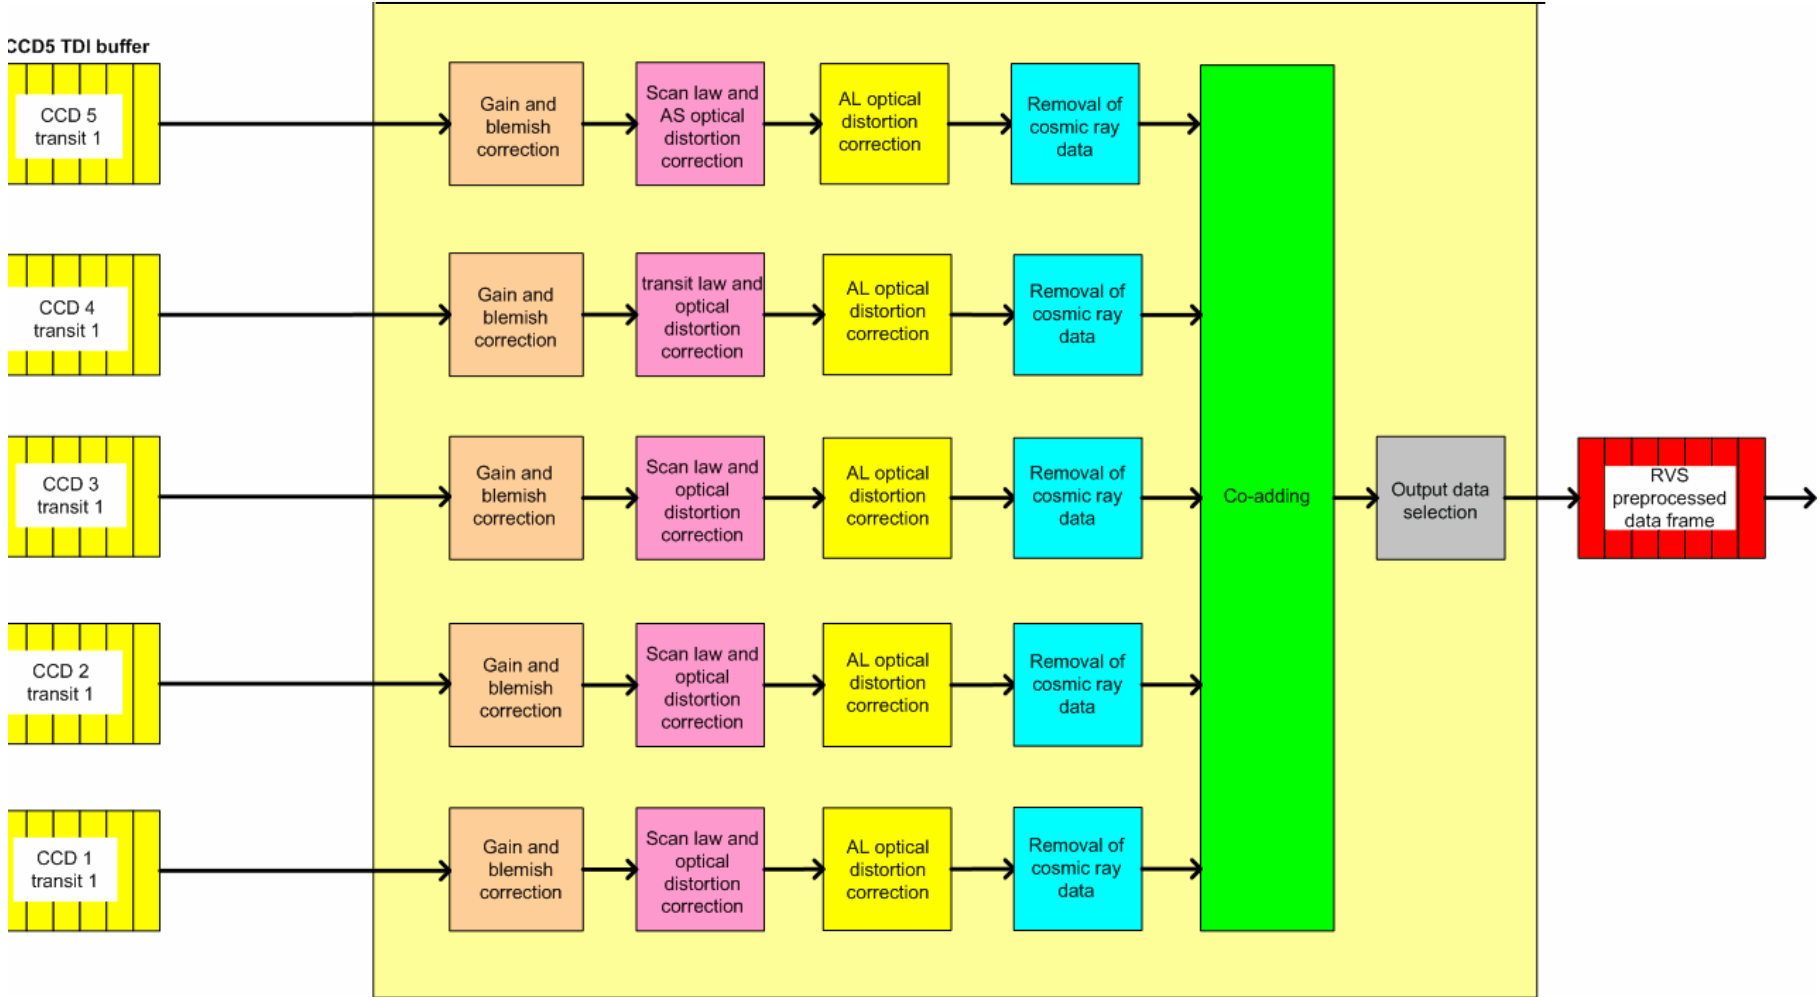 CCD5 TDI buffer
CCD 5
transit 1
Gain and
blemish
correction
Scan law and
AS optical
distortion
correction
AL optical
distortion
correction
Removal of
cosmic ray
data
CCD 4
transit 1
Gain and
blemish
correction
transit law and
optical
distortion
correction
AL optical
distortion
correction
Removal of
cosmic ray
data
CCD 3
transit 1
Gain and
blemish
correction
Scan law and
optical
distortion
correction
AL optical
distortion
correction
Removal of
cosmic ray
data
Co-adding
Output data
selection
RVS
preprocessed
data frame
CCD 2
transit 1
Gain and
blemish
correction
Scan law and
optical
distortion
correction
AL optical
distortion
correction
Removal of
cosmic ray
data
CCD 1
transit 1
Gain and
blemish
correction
Scan law and
optical
distortion
correction
AL optical
distortion
correction
Removal of
cosmic ray
data